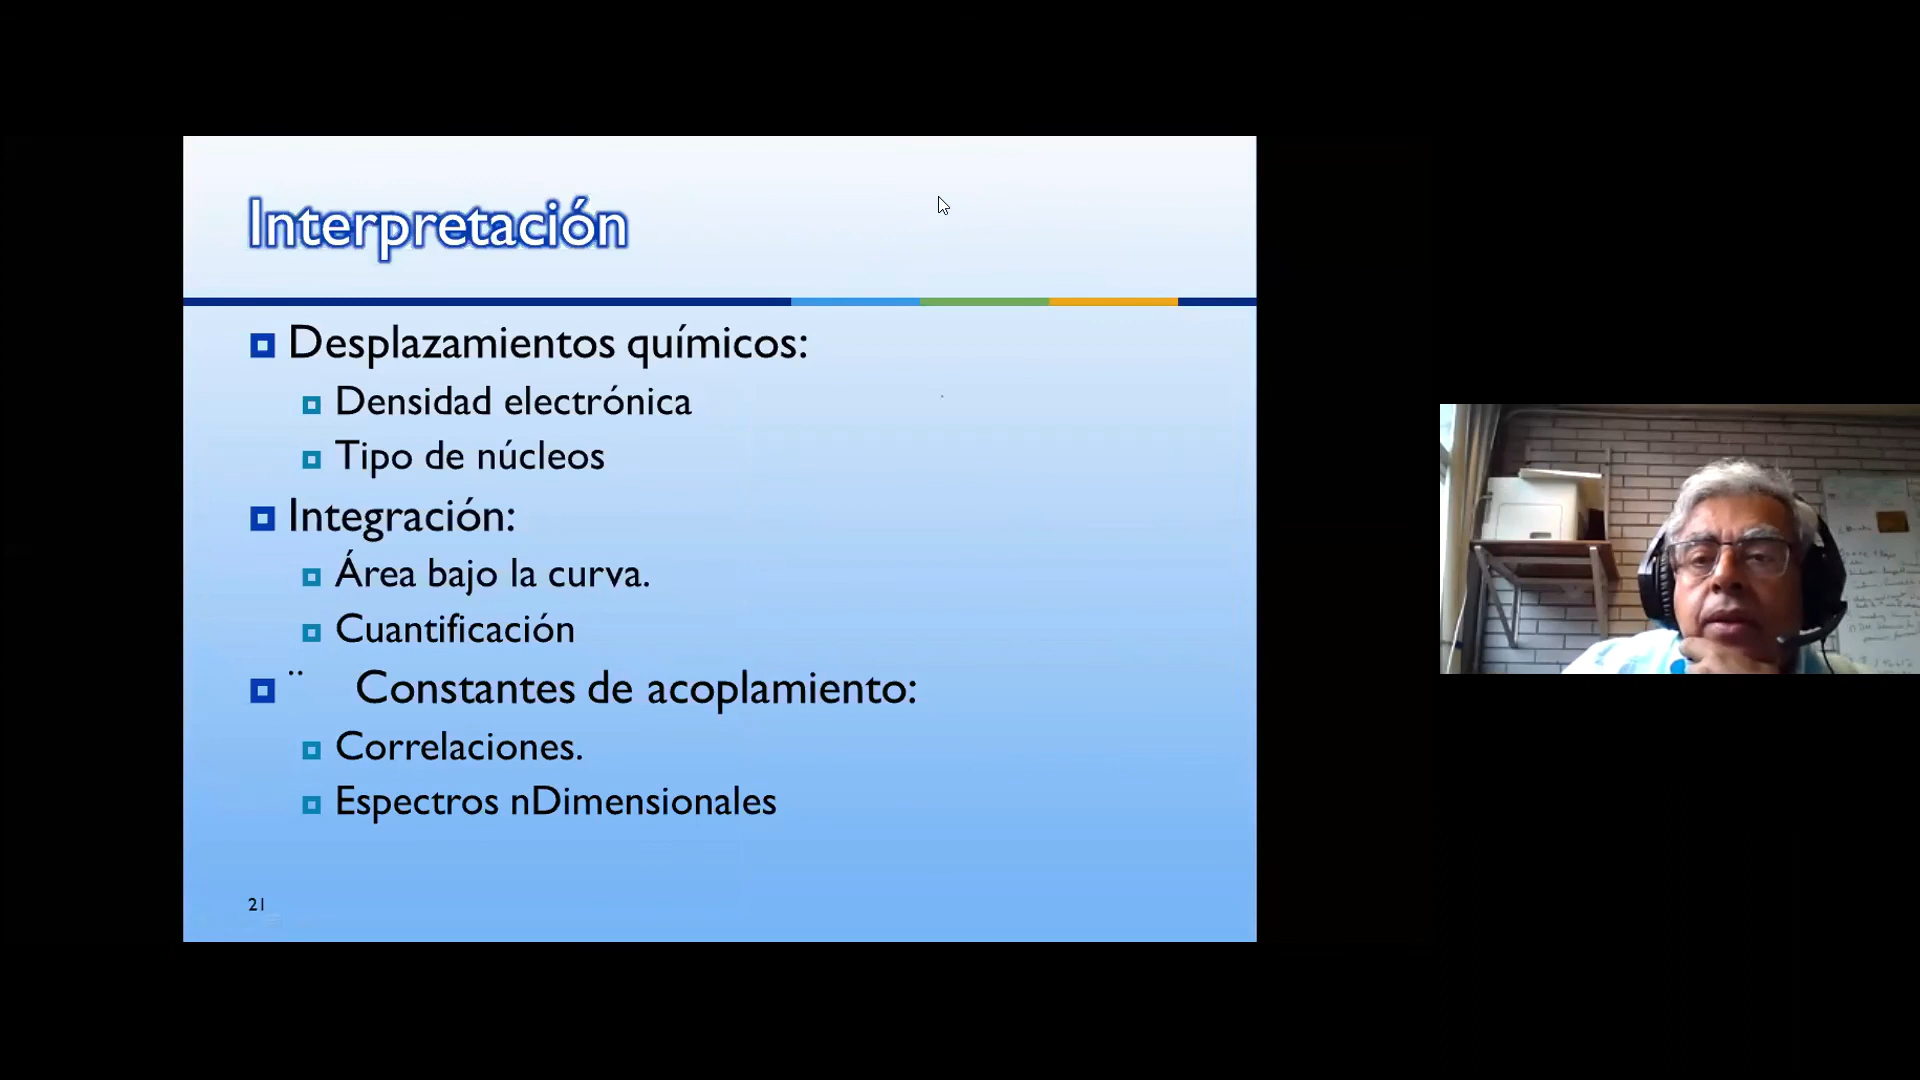 Interpretación
Desplazamientos químicos:
Densidad electrónica
Tipo de núcleos
Integración:
Área bajo la curva.
Cuantificación
¨ Constantes de acoplamiento:
Correlaciones.
Espectros nDimensionales
21